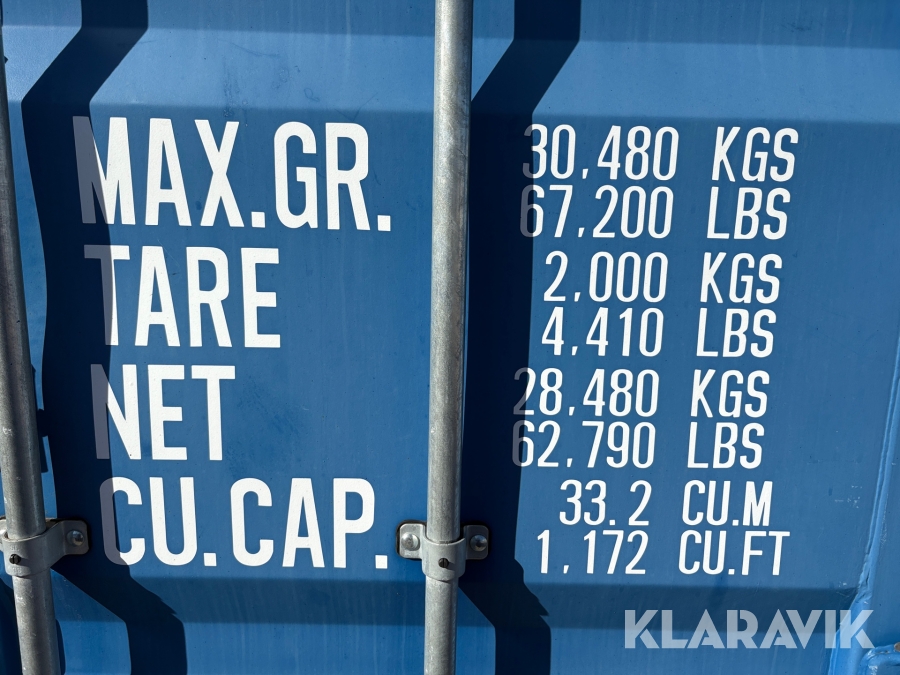 MAX.GR. 30,480 KGS
67,200 LBS
TARE 2,000 KGS
4,410 LBS
NET 28,480 KGS
62,790 LBS
CU.CAP. 33.2 CU.M
1,172 CU.FT
KLARAVIK